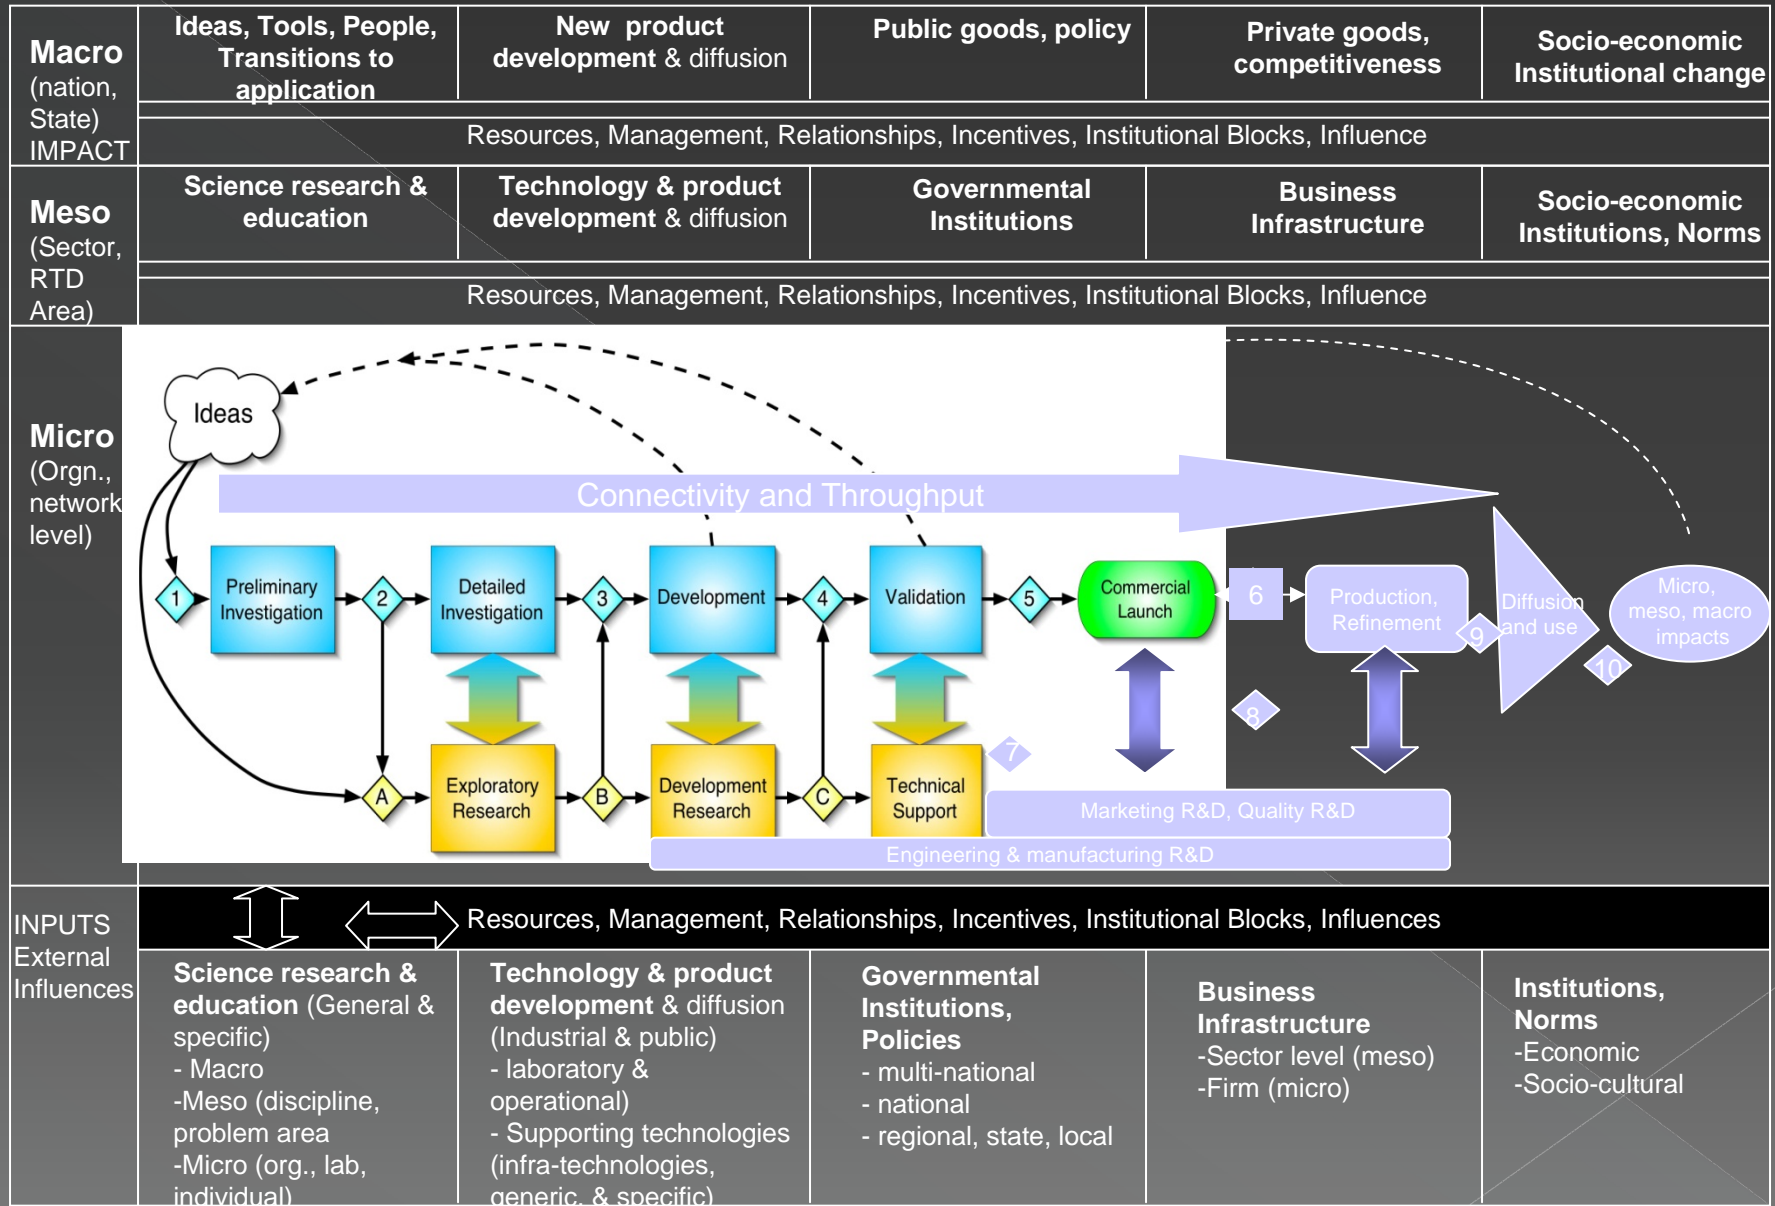 Macro
(nation,
State)
IMPACT
Ideas, Tools, People,
Transitions to
application
New product
development & diffusion
Public goods, policy
Private goods,
competitiveness
Socio-economic
Institutional change
Resources, Management, Relationships, Incentives, Institutional Blocks, Influence
Meso
(Sector,
RTD
Area)
Science research &
education
Technology & product
development & diffusion
Governmental
Institutions
Business
Infrastructure
Socio-economic
Institutions, Norms
Resources, Management, Relationships, Incentives, Institutional Blocks, Influence
Micro
(Orgn.,
network
level)
Ideas
Connectivity and Throughput
1
Preliminary
Investigation
2
Detailed
Investigation
3
Development
4
Validation
5
Commercial
Launch
6
Production,
Refinement
9
Diffusion
and use
10
Micro,
meso, macro
impacts
8
7
A
Exploratory
Research
B
Development
Research
C
Technical
Support
Marketing R&D, Quality R&D
Engineering & manufacturing R&D
INPUTS
External
Influences
Resources, Management, Relationships, Incentives, Institutional Blocks, Influences
Science research &
education (General &
specific)
- Macro
-Meso (discipline,
problem area
-Micro (org., lab,
individual)
Technology & product
development & diffusion
(Industrial & public)
- laboratory &
operational)
- Supporting technologies
(infra-technologies,
generic, & specific)
Governmental
Institutions,
Policies
- multi-national
- national
- regional, state, local
Business
Infrastructure
-Sector level (meso)
-Firm (micro)
Institutions,
Norms
-Economic
-Socio-cultural